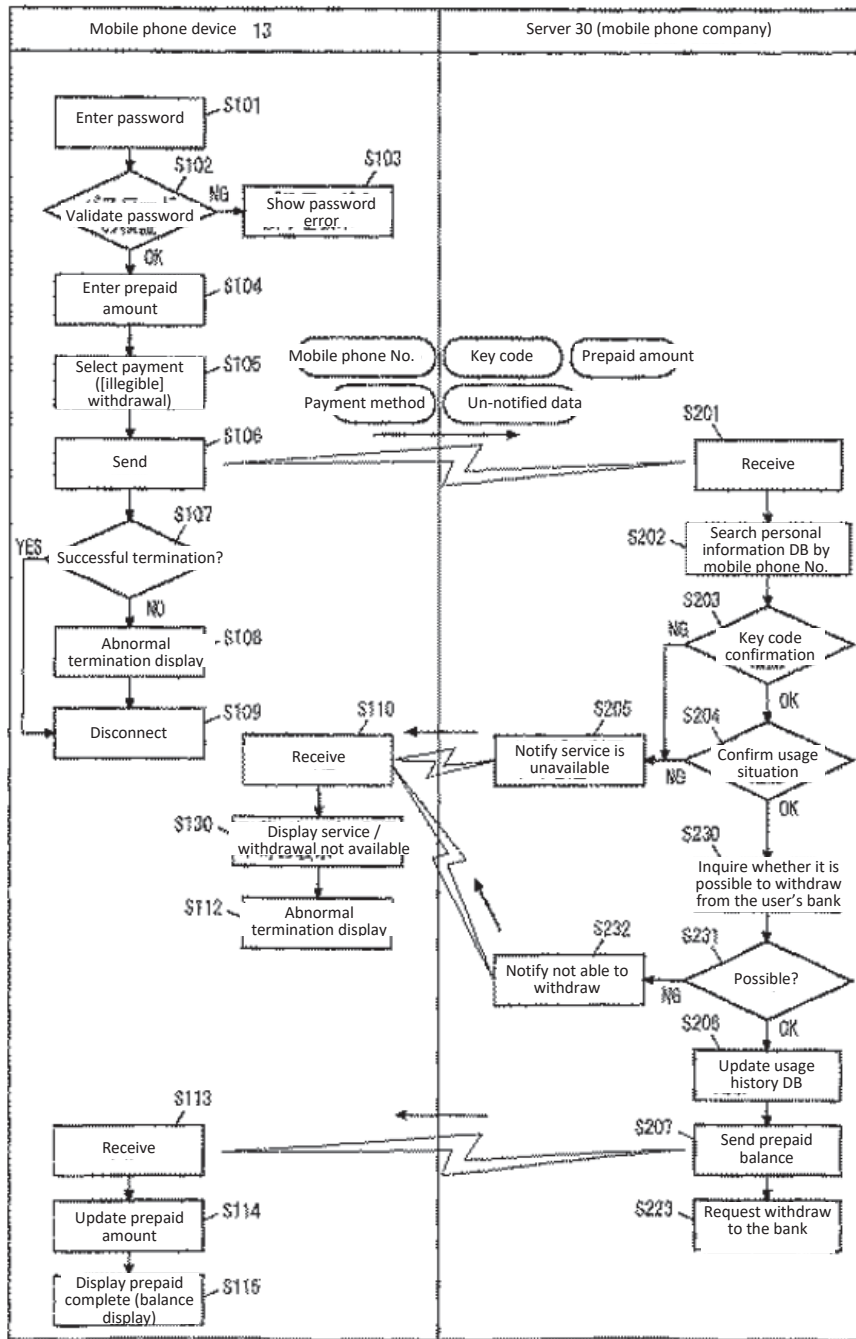 Mobile phone device 13
Server 30 (mobile phone company)
S101
Enter password
S102
S103
NG
Validate password
Show password
error
OK
S104
Enter prepaid
amount
S105
Select payment
([illegible]
withdrawal)
Mobile phone No.
Key code
Prepaid amount
Payment method
Un-notified data
S106
Send
S201
Receive
S107
YES
Successful termination?
NO
S202
Search personal
information DB by
mobile phone No.
S203
NG
Key code
confirmation
OK
S108
Abnormal
termination display
S109
Disconnect
S110
Receive
S205
Notify service is
unavailable
S204
Confirm usage
situation
NG
OK
S130
Display service /
withdrawal not available
S112
Abnormal
termination display
S230
Inquire whether it is
possible to withdraw
from the user's bank
S232
Notify not able to
withdraw
S231
Possible?
NG
OK
S206
Update usage
history DB
S113
Receive
S207
Send prepaid
balance
S114
Update prepaid
amount
S223
Request withdraw
to the bank
S115
Display prepaid
complete (balance
display)